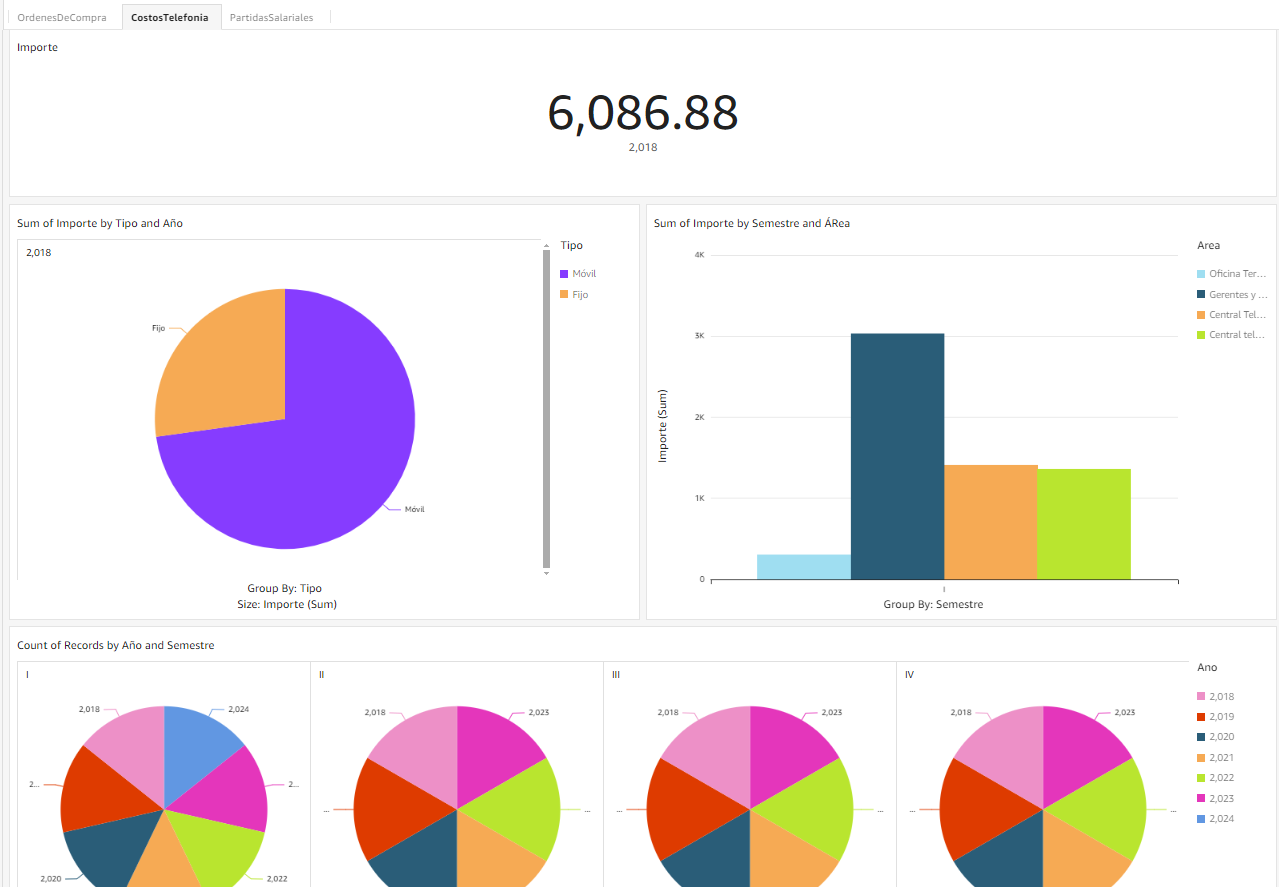 OrdenesDeCompra CostosTelefonia PartidasSalariales
Importe
6,086.88
2,018
Sum of Importe by Tipo and Año
2,018
Fijo
Móvil
Group By: Tipo
Size: Importe (Sum)
Tipo
Móvil
Fijo
Sum of Importe by Semestre and ÁRea
4K
3K
2K
1K
0
Importe (Sum)
I
Group By: Semestre
Area
Oficina Ter...
Gerentes y ...
Central Tel...
Central tel...
Count of Records by Año and Semestre
I
2,018 2,024
2... 2...
2,020 2,022
II
2,018 2,023
... ...
III
2,018 2,023
... ...
IV
2,018 2,023
... ...
Ano
2,018
2,019
2,020
2,021
2,022
2,023
2,024